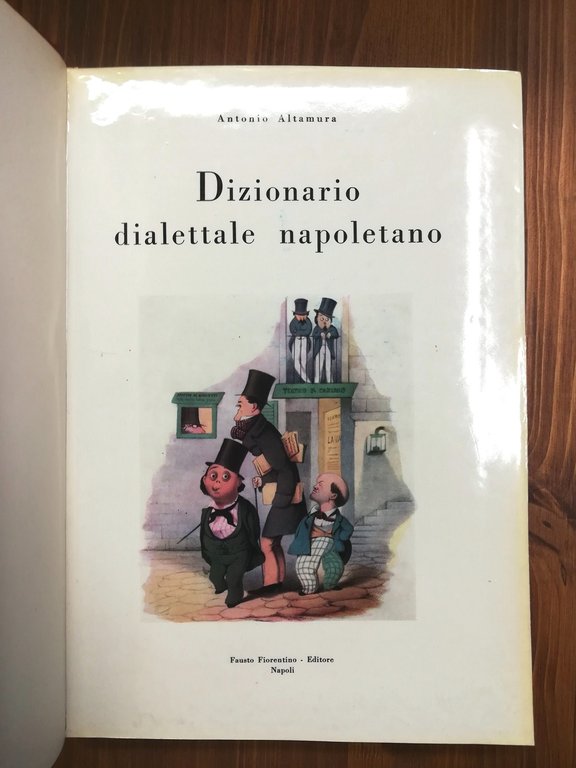 Antonio Altamura
Dizionario
dialettale napoletano
Fausto Fiorentino - Editore
Napoli